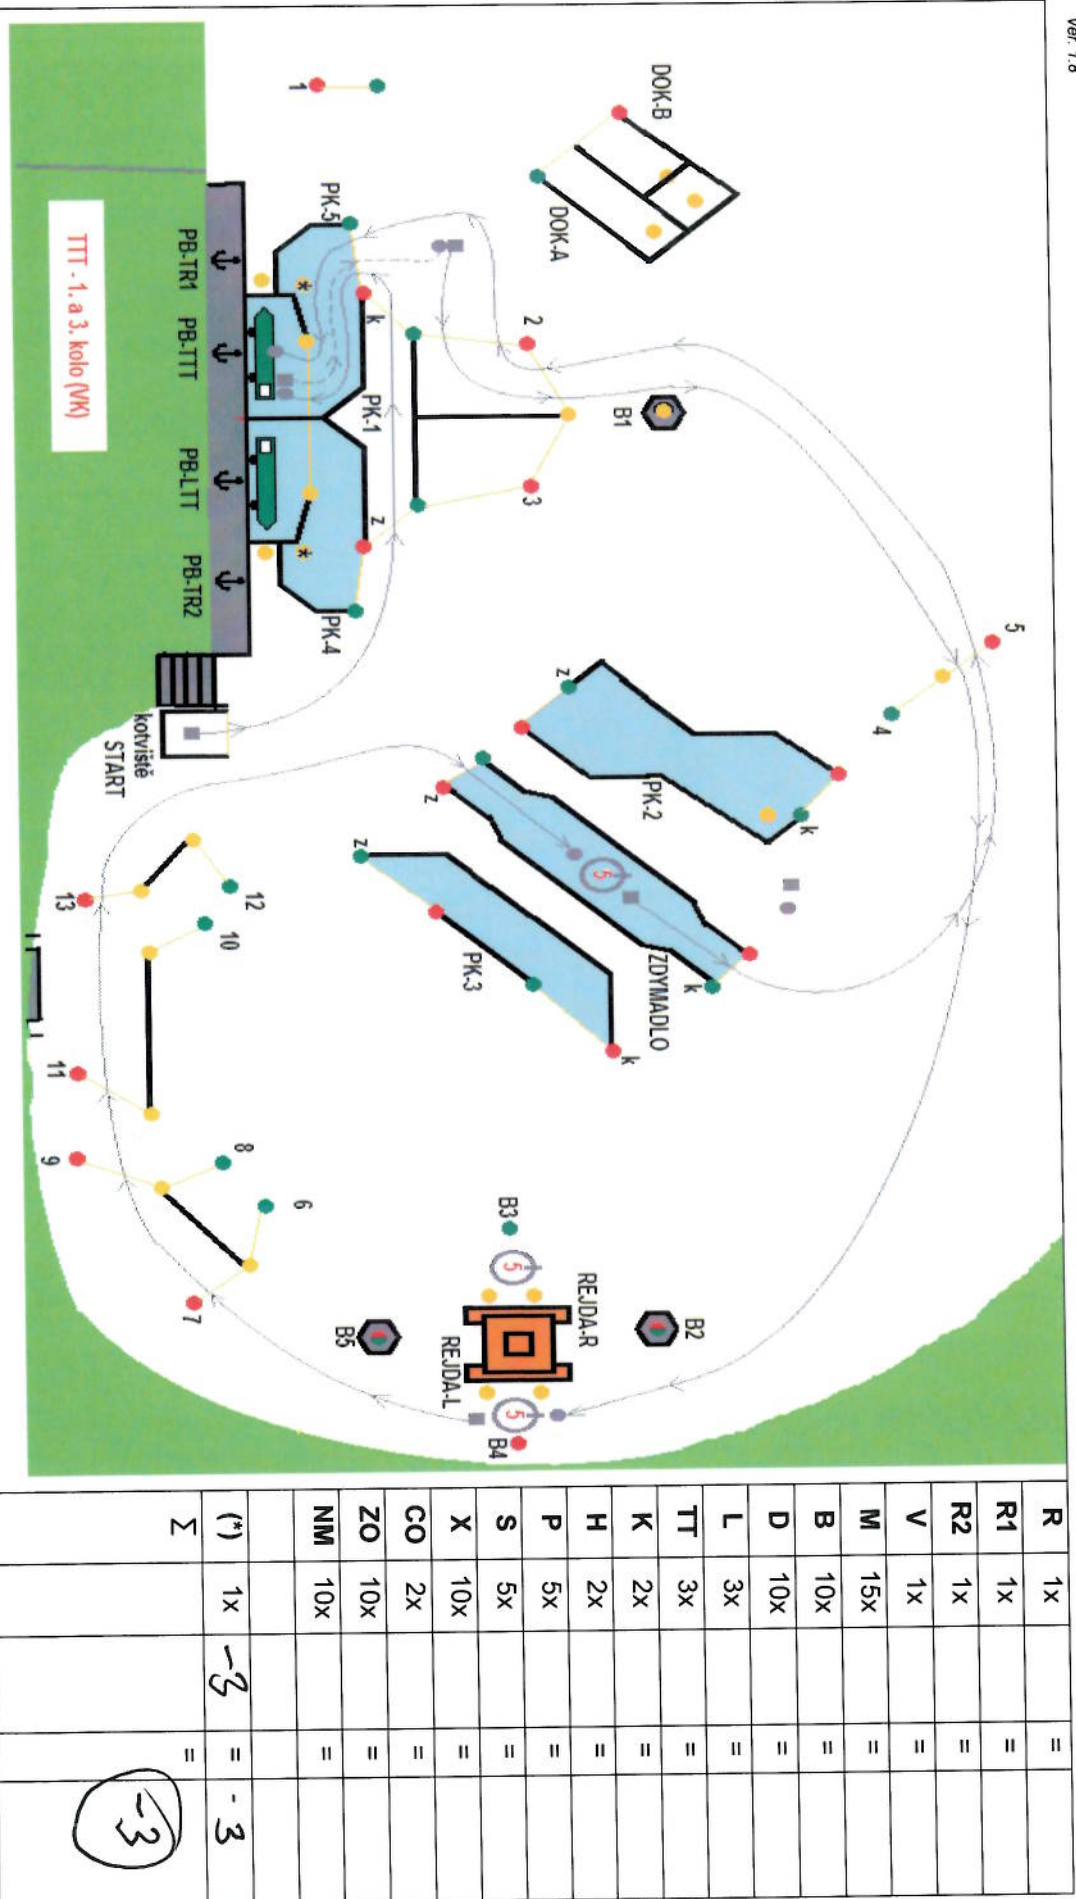 ver. 1.8
DOK-B
DOK-A
1
PK-5
2
k
B1
PK-1
3
z
PK-4
PB-TR1
PB-TTT
PB-LTT
PB-TR2
*
*
TTT - 1. a 3. kolo (VK)
kotviště
START
5
4
z
PK-2
k
z
5
ZDYMADLO
k
z
PK-3
k
12
13
10
11
8
9
6
7
B3
5
REJDA-R
B2
REJDA-L
B5
5
B4
R 1x =
R1 1x =
R2 1x =
V 1x =
M 15x =
B 10x =
D 10x =
L 3x =
TT 3x =
K 2x =
H 2x =
P 5x =
S 5x =
X 10x =
CO 2x =
ZO 10x =
NM 10x =
(*) 1x -3 = -3
Σ = -3